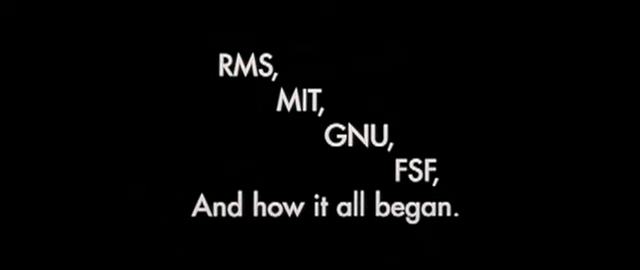 RMS,
MIT,
GNU,
FSF,
And how it all began.